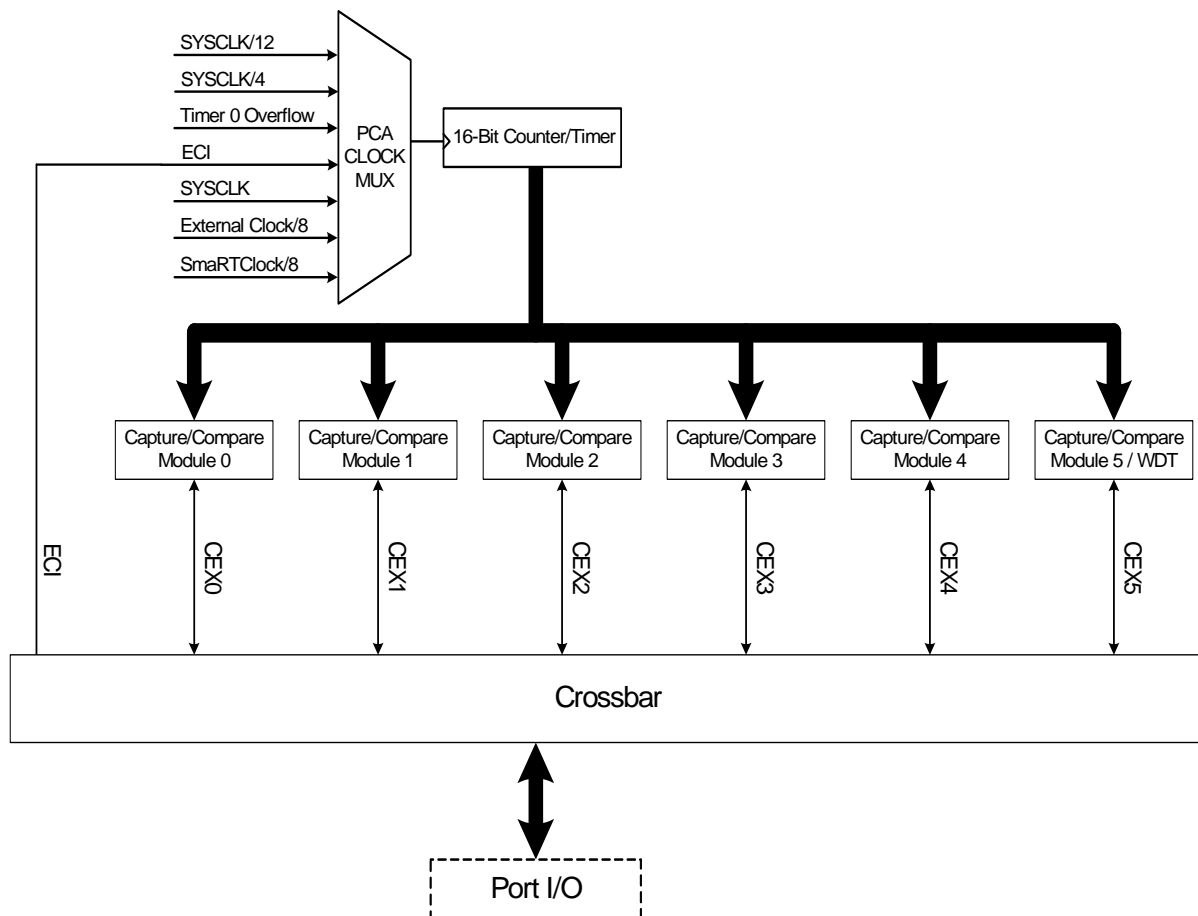 SYSCLK/12
SYSCLK/4
Timer 0 Overflow
ECI
SYSCLK
External Clock/8
SmaRTClock/8
PCA
CLOCK
MUX
16-Bit Counter/Timer
Capture/Compare
Module 0
Capture/Compare
Module 1
Capture/Compare
Module 2
Capture/Compare
Module 3
Capture/Compare
Module 4
Capture/Compare
Module 5 / WDT
ECI
CEX0
CEX1
CEX2
CEX3
CEX4
CEX5
Crossbar
Port I/O